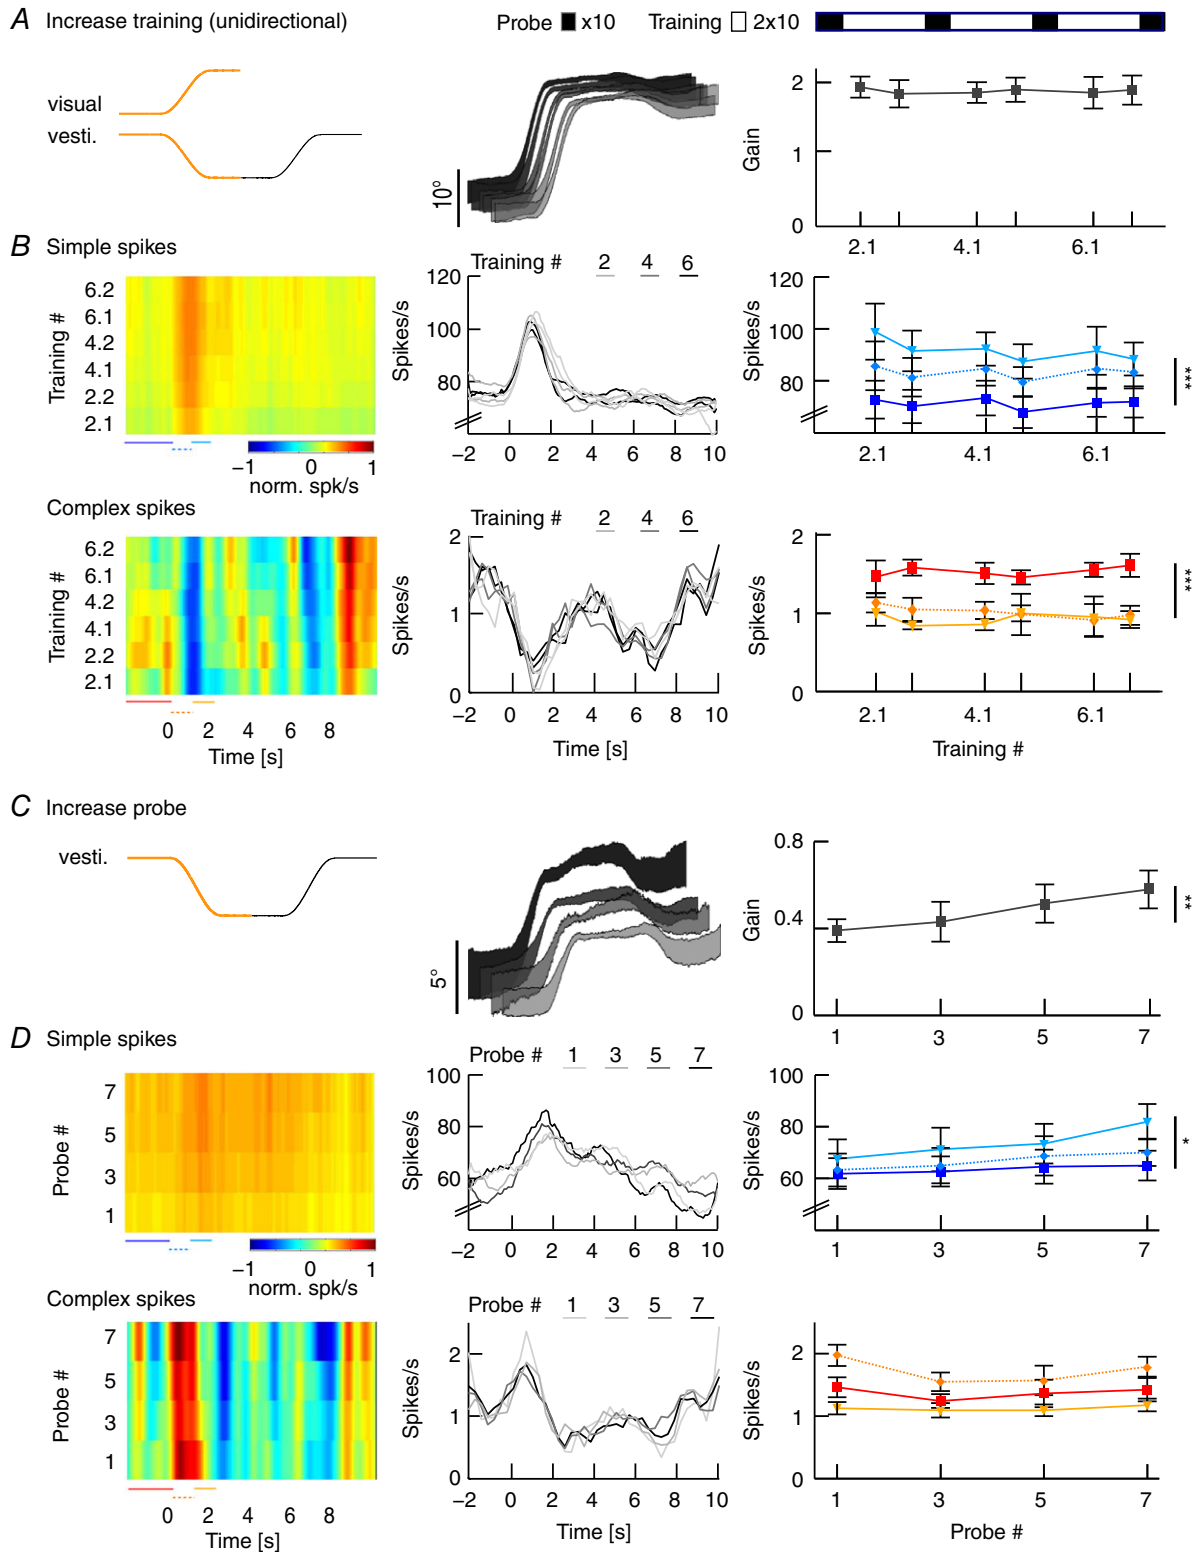 A Increase training (unidirectional)
Probe x10 Training 2x10
visual
vesti.
10°
Gain
2
1
0
2.1 4.1 6.1
B Simple spikes
Training #
6.2
6.1
4.2
4.1
2.2
2.1
−1 0 1
norm. spk/s
Training # 2 4 6
Spikes/s
120
100
80
−2 0 2 4 6 8 10
Spikes/s
100
80
2.1 4.1 6.1
***
Complex spikes
Training #
6.2
6.1
4.2
4.1
2.2
2.1
0 2 4 6 8
Time [s]
Training # 2 4 6
Spikes/s
2
1
0
−2 0 2 4 6 8 10
Time [s]
Spikes/s
2
1
0
2.1 4.1 6.1
Training #
***
C Increase probe
vesti.
5°
Gain
0.8
0.4
0
1 3 5 7
**
D Simple spikes
Probe #
7
5
3
1
−1 0 1
norm. spk/s
Probe # 1 3 5 7
Spikes/s
100
80
60
−2 0 2 4 6 8 10
Spikes/s
100
80
60
1 3 5 7
*
Complex spikes
Probe #
7
5
3
1
0 2 4 6 8
Time [s]
Probe # 1 3 5 7
Spikes/s
2
1
0
−2 0 2 4 6 8 10
Time [s]
Spikes/s
2
1
0
1 3 5 7
Probe #